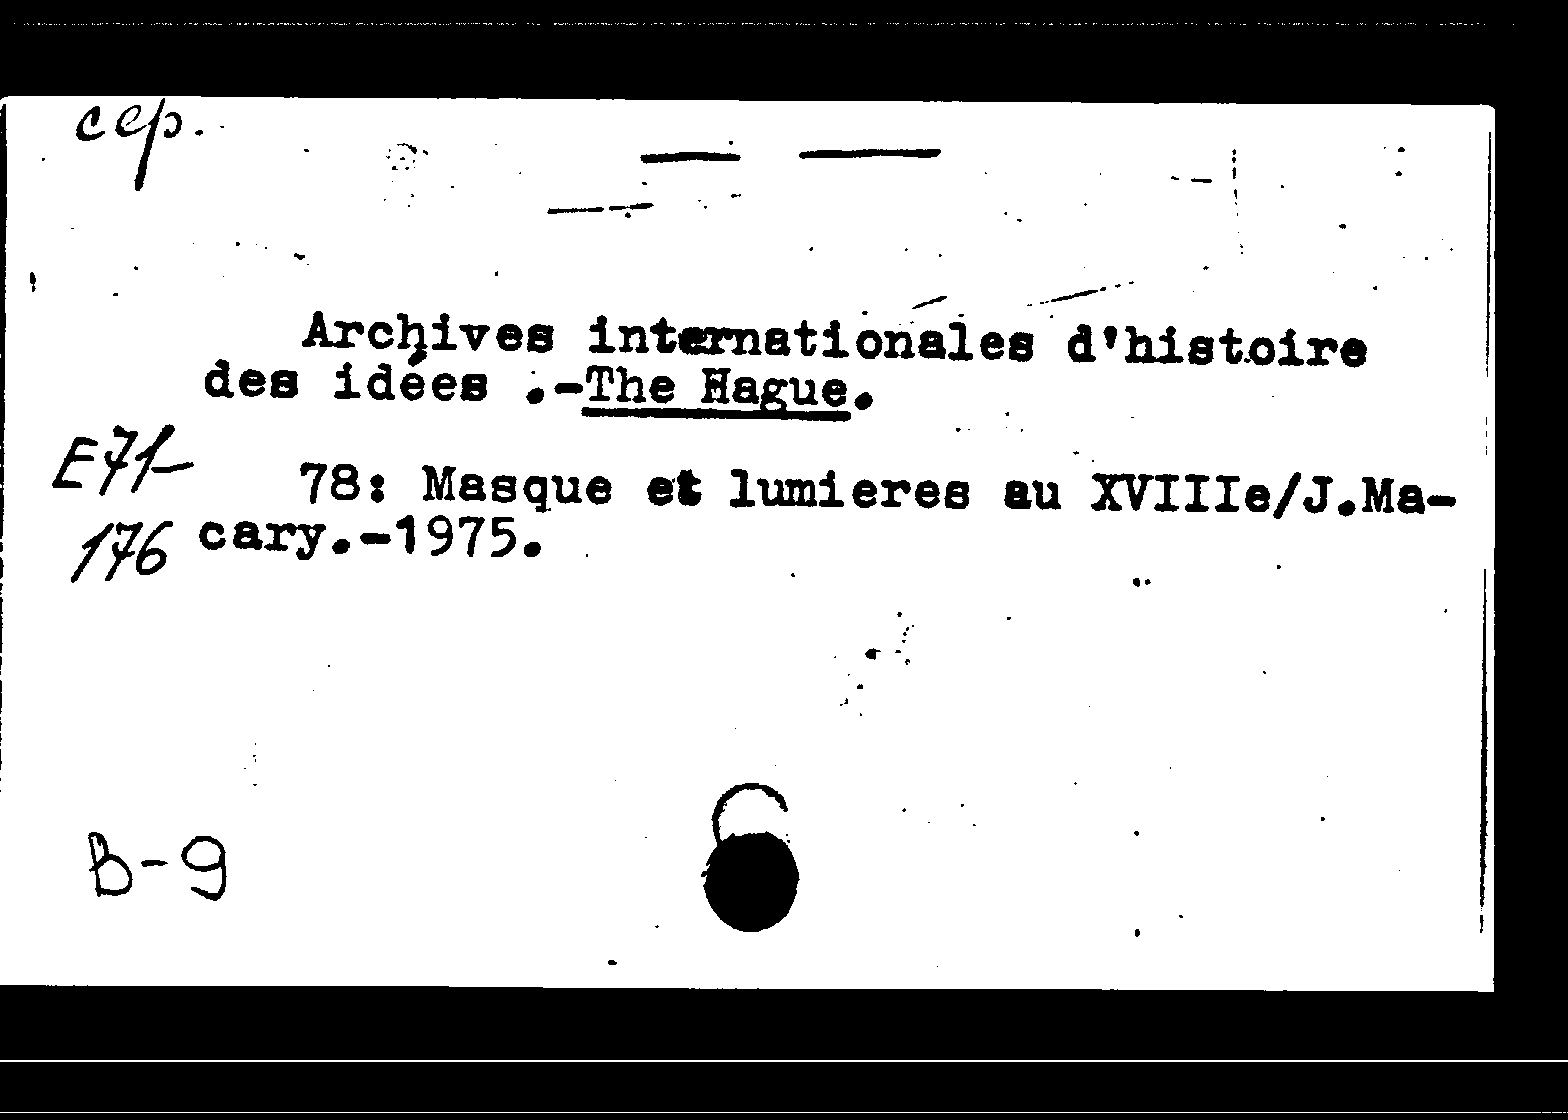 сер.
Archives internationales d'histoire
des idées .-The Hague.
E71-
78: Masque et lumieres au XVIIIe/J.Ma-
176
cary.-1975.
B-9